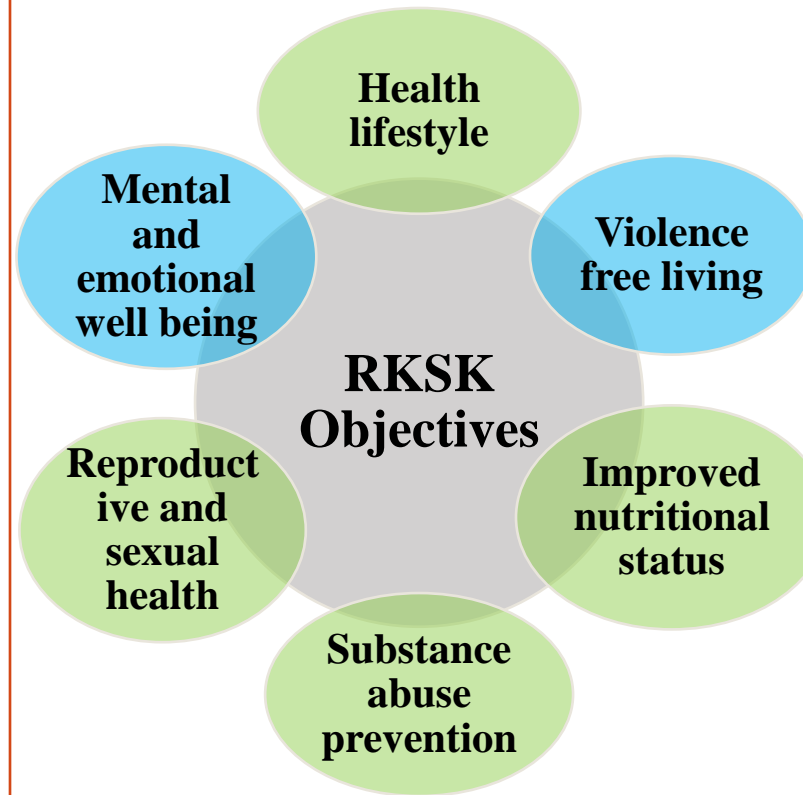 Health
lifestyle
Mental
and
emotional
well being
Violence
free living
RKSK
Objectives
Reproduct
ive and
sexual
health
Improved
nutritional
status
Substance
abuse
prevention